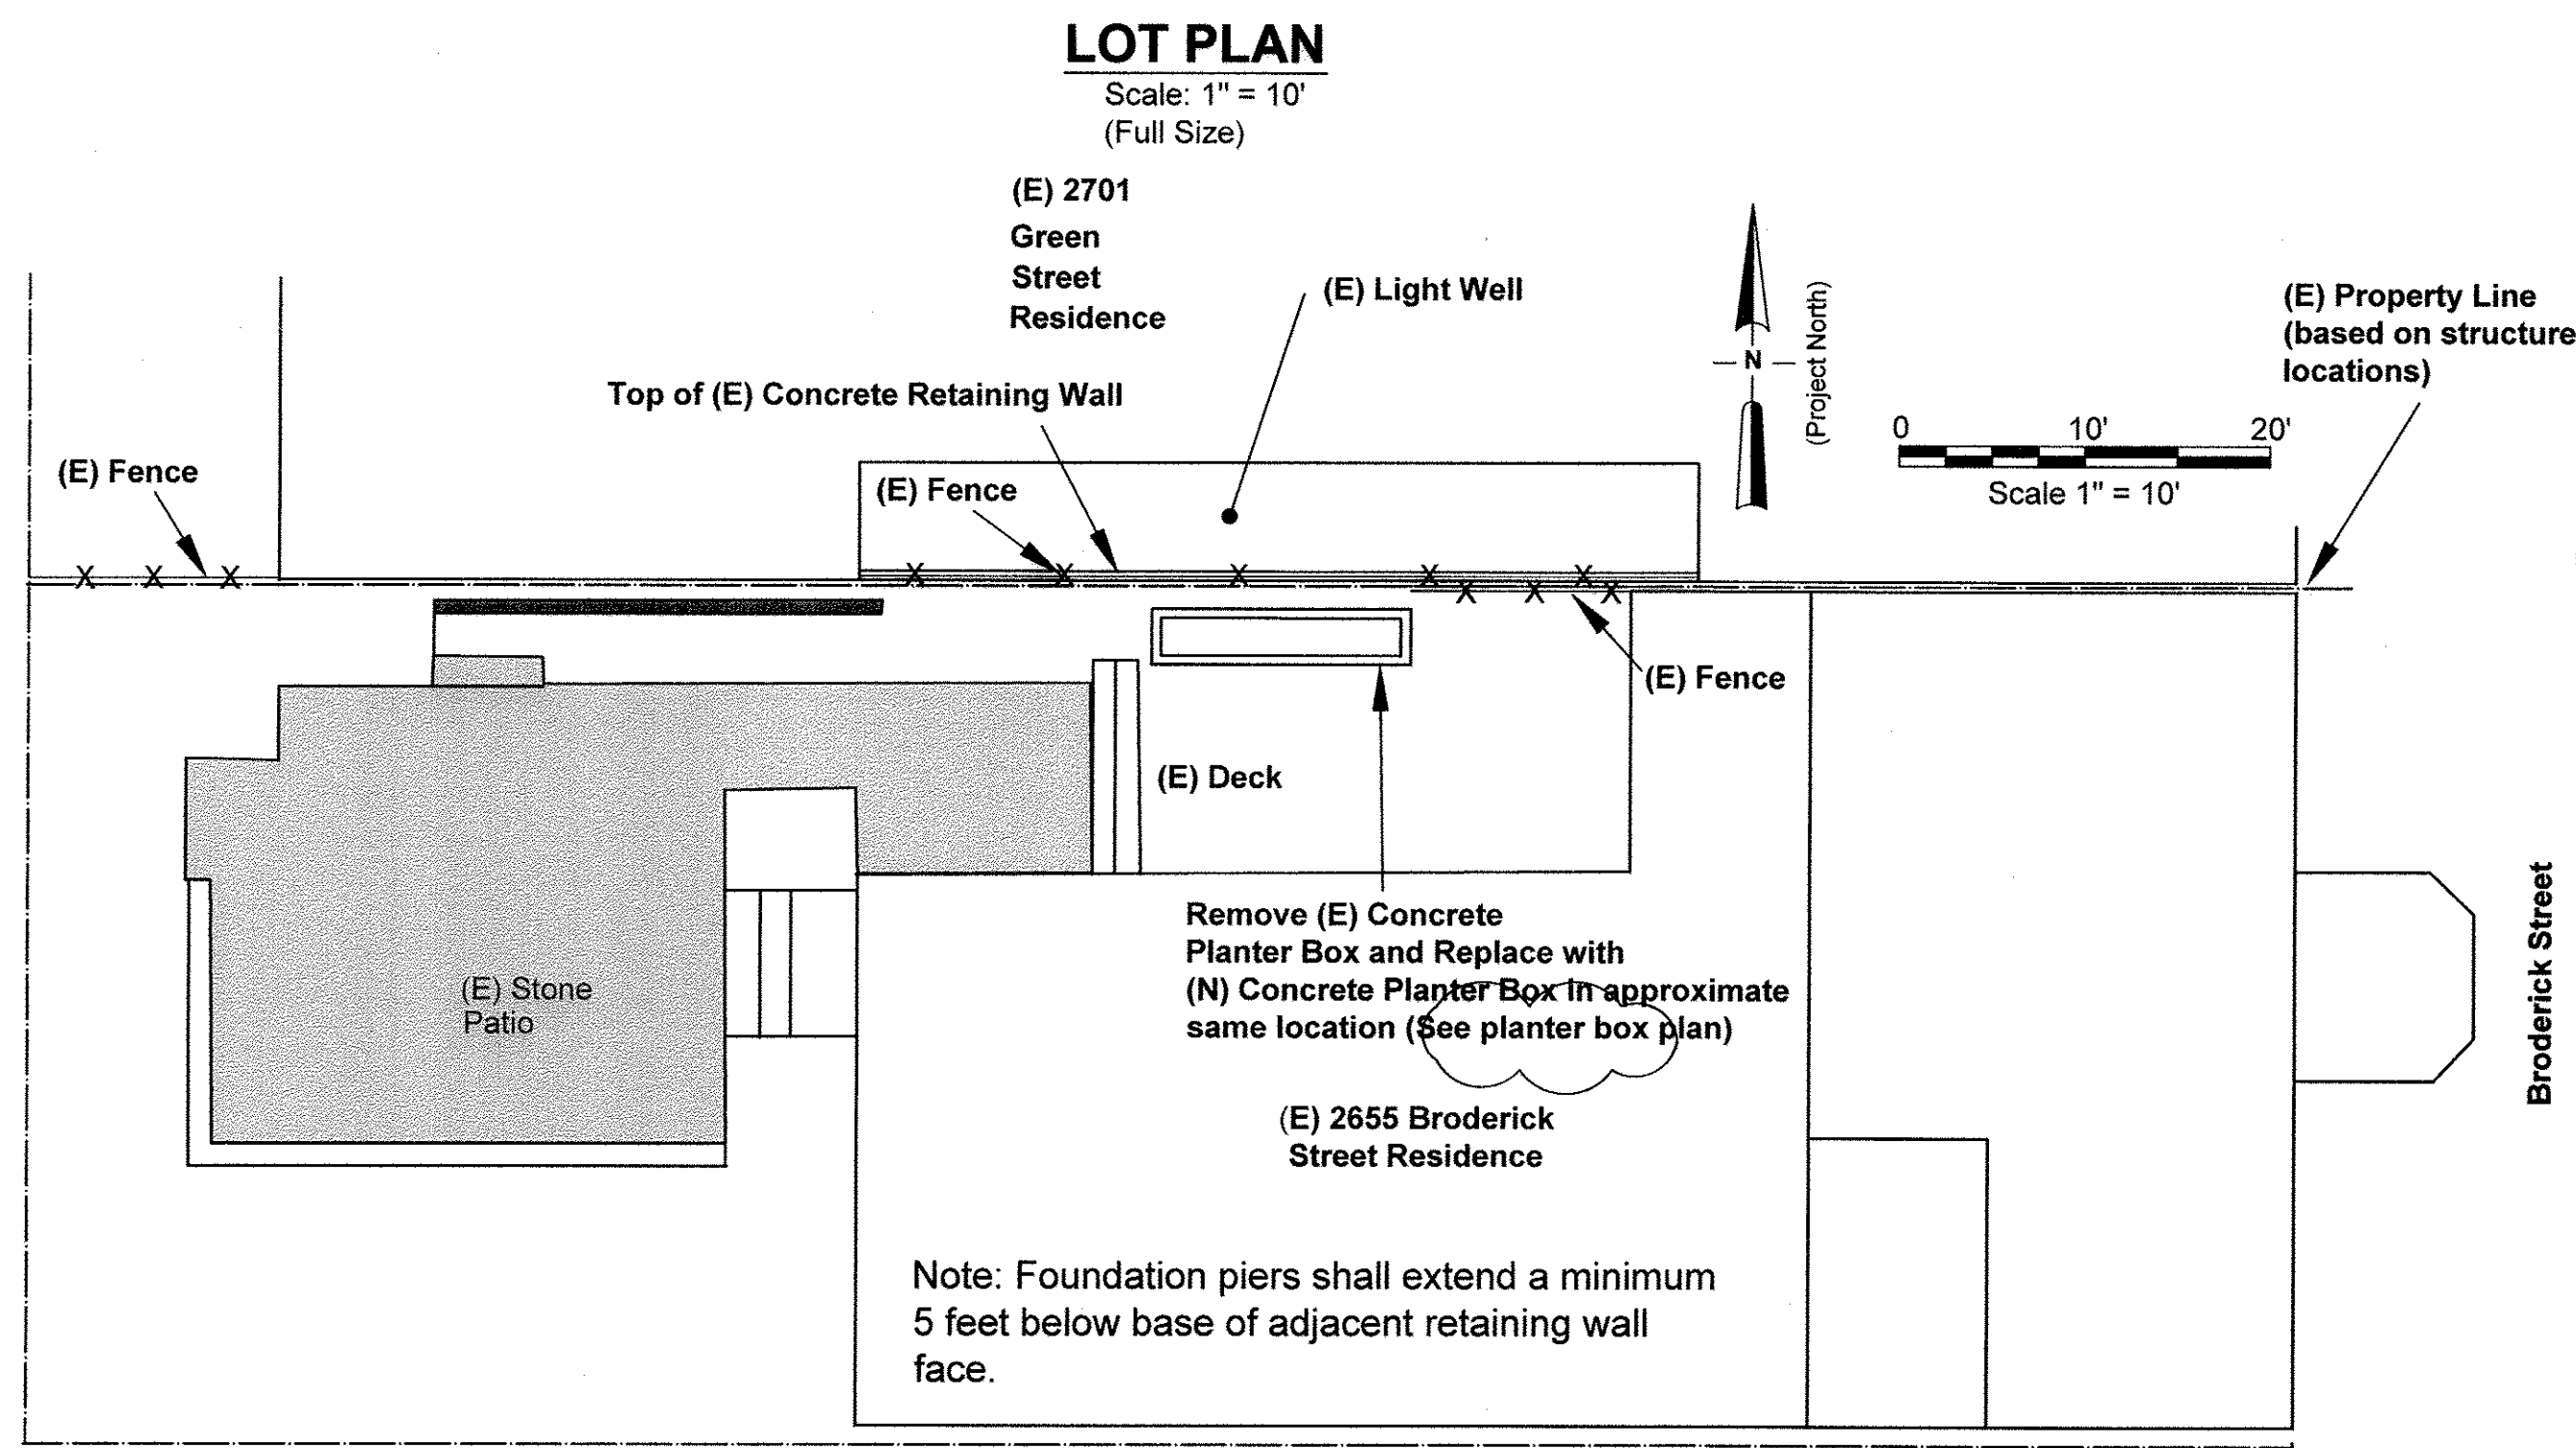 LOT PLAN
Scale: 1" = 10'
(Full Size)
(E) 2701
Green
Street
Residence
(E) Light Well
(Project North)
N
(E) Property Line
(based on structure
locations)
Top of (E) Concrete Retaining Wall
0 10' 20'
Scale 1" = 10'
(E) Fence
(E) Fence
X X X
X X X X X
X X X
(E) Fence
(E) Deck
Remove (E) Concrete
Planter Box and Replace with
(N) Concrete Planter Box in approximate
same location (See planter box plan)
(E) Stone
Patio
Broderick Street
(E) 2655 Broderick
Street Residence
Note: Foundation piers shall extend a minimum
5 feet below base of adjacent retaining wall
face.